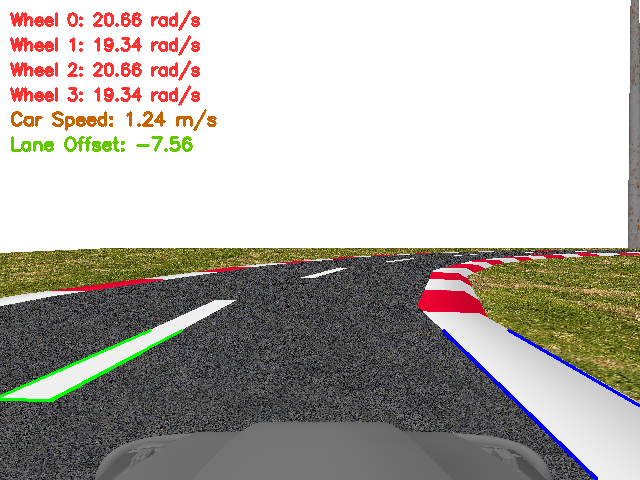 Wheel 0: 20.66 rad/s
Wheel 1: 19.34 rad/s
Wheel 2: 20.66 rad/s
Wheel 3: 19.34 rad/s
Car Speed: 1.24 m/s
Lane Offset: -7.56